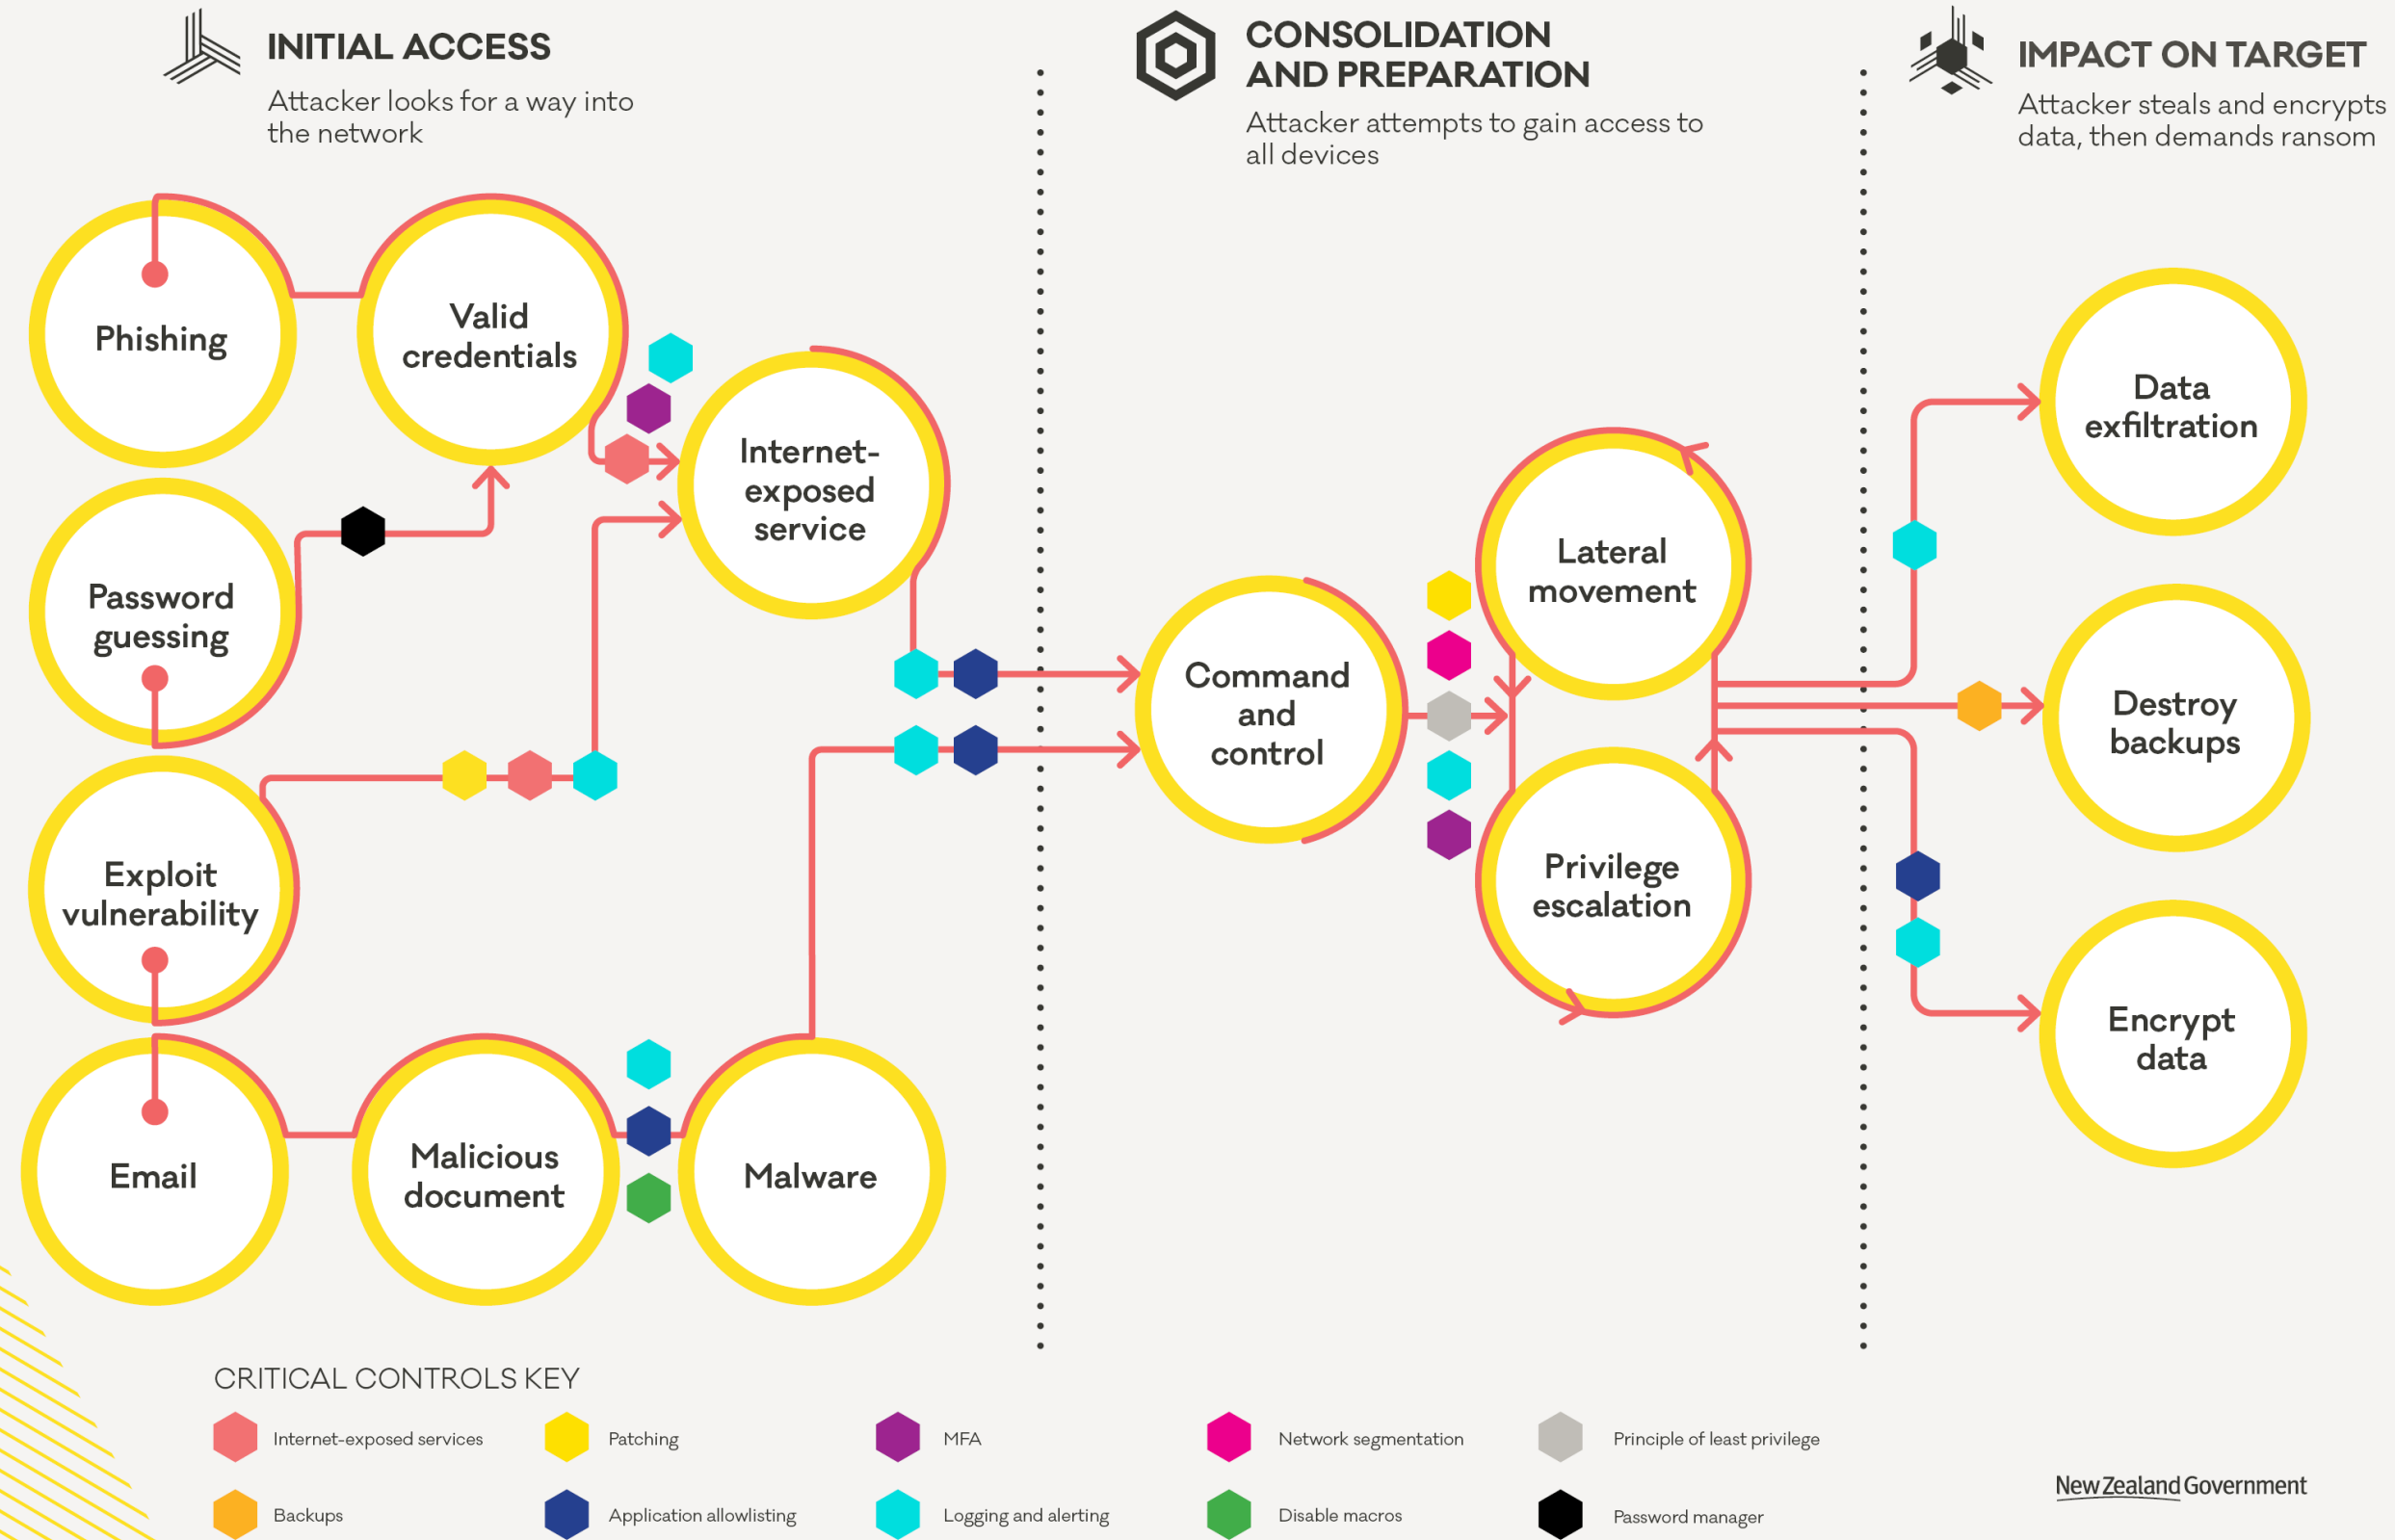 INITIAL ACCESS
Attacker looks for a way into
the network
CONSOLIDATION
AND PREPARATION
Attacker attempts to gain access to
all devices
IMPACT ON TARGET
Attacker steals and encrypts
data, then demands ransom
Phishing
Valid
credentials
Password
guessing
Internet-
exposed
service
Exploit
vulnerability
Email
Malicious
document
Malware
Command
and
control
Lateral
movement
Privilege
escalation
Data
exfiltration
Destroy
backups
Encrypt
data
CRITICAL CONTROLS KEY
Internet-exposed services
Patching
MFA
Network segmentation
Principle of least privilege
Backups
Application allowlisting
Logging and alerting
Disable macros
Password manager
New Zealand Government